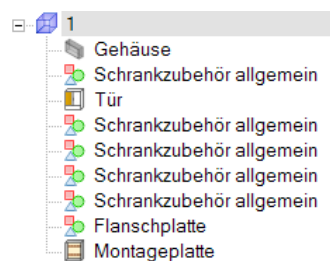 1
Gehäuse
Schrankzubehör allgemein
Tür
Schrankzubehör allgemein
Schrankzubehör allgemein
Schrankzubehör allgemein
Schrankzubehör allgemein
Flanschplatte
Montageplatte